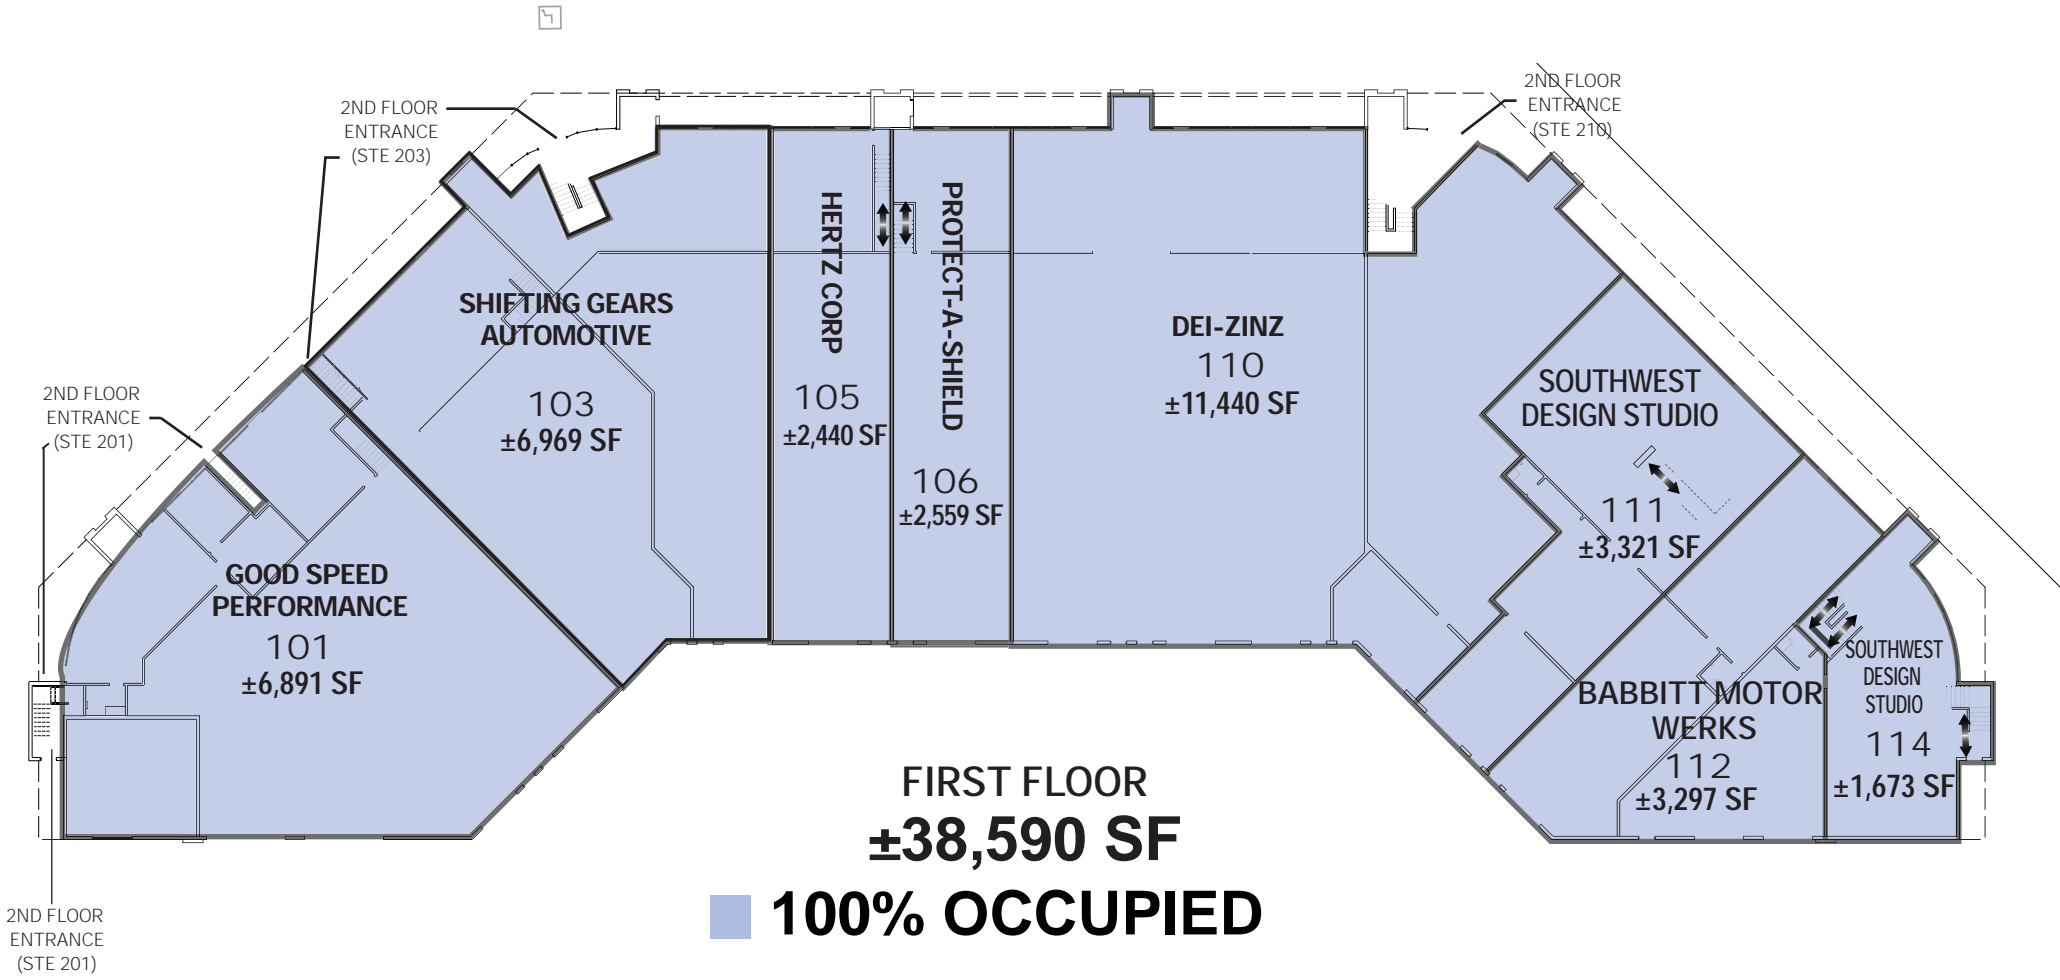 2ND FLOOR
ENTRANCE
(STE 203)
2ND FLOOR
ENTRANCE
(STE 210)
2ND FLOOR
ENTRANCE
(STE 201)
SHIFTING GEARS
AUTOMOTIVE
103
±6,969 SF
HERTZ CORP
105
±2,440 SF
PROTECT-A-SHIELD
106
±2,559 SF
DEI-ZINZ
110
±11,440 SF
SOUTHWEST
DESIGN STUDIO
111
±3,321 SF
GOOD SPEED
PERFORMANCE
101
±6,891 SF
BABBITT MOTOR
WERKS
112
±3,297 SF
SOUTHWEST
DESIGN
STUDIO
114
±1,673 SF
FIRST FLOOR
±38,590 SF
100% OCCUPIED
2ND FLOOR
ENTRANCE
(STE 201)